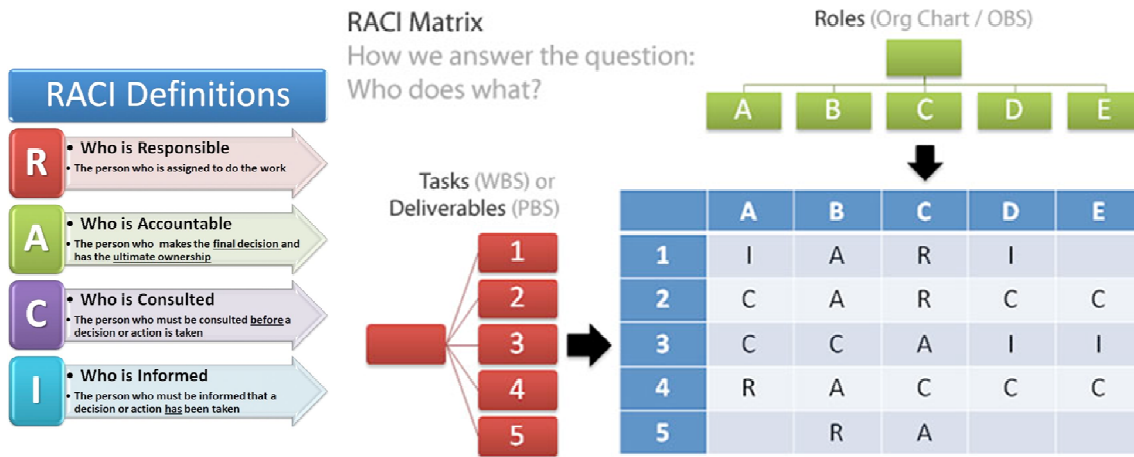 RACI Definitions
R
• Who is Responsible
• The person who is assigned to do the work
A
• Who is Accountable
• The person who makes the final decision and
has the ultimate ownership
C
• Who is Consulted
• The person who must be consulted before a
decision or action is taken
I
• Who is Informed
• The person who must be informed that a
decision or action has been taken
RACI Matrix
How we answer the question:
Who does what?
Roles (Org Chart / OBS)
A B C D E
Tasks (WBS) or
Deliverables (PBS)
1
2
3
4
5
A B C D E
1 I A R I
2 C A R C C
3 C C A I I
4 R A C C C
5 R A